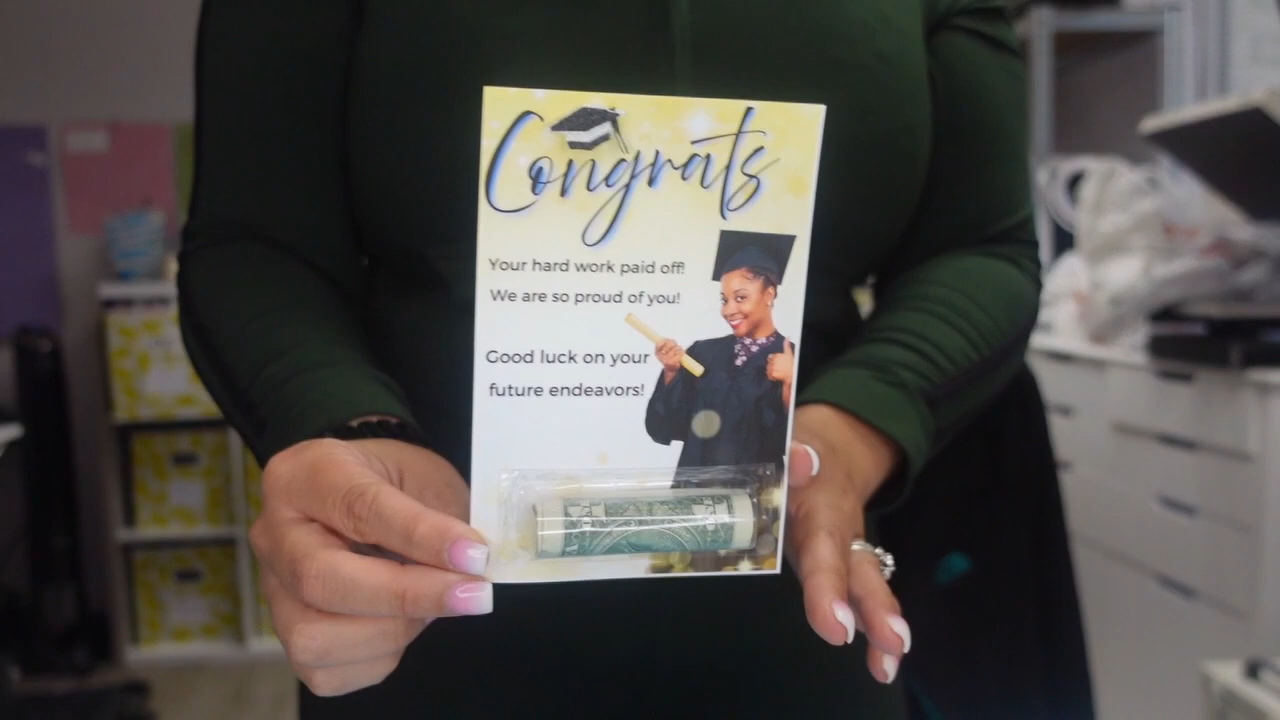 Congrats
Your hard work paid off!
We are so proud of you!
Good luck on your
future endeavors!